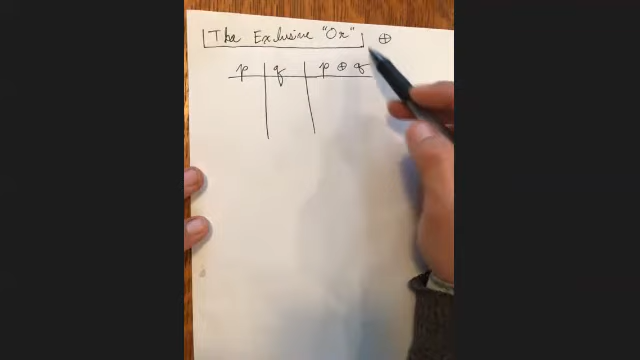 The Exclusive "Or" ⊕
p q p ⊕ q